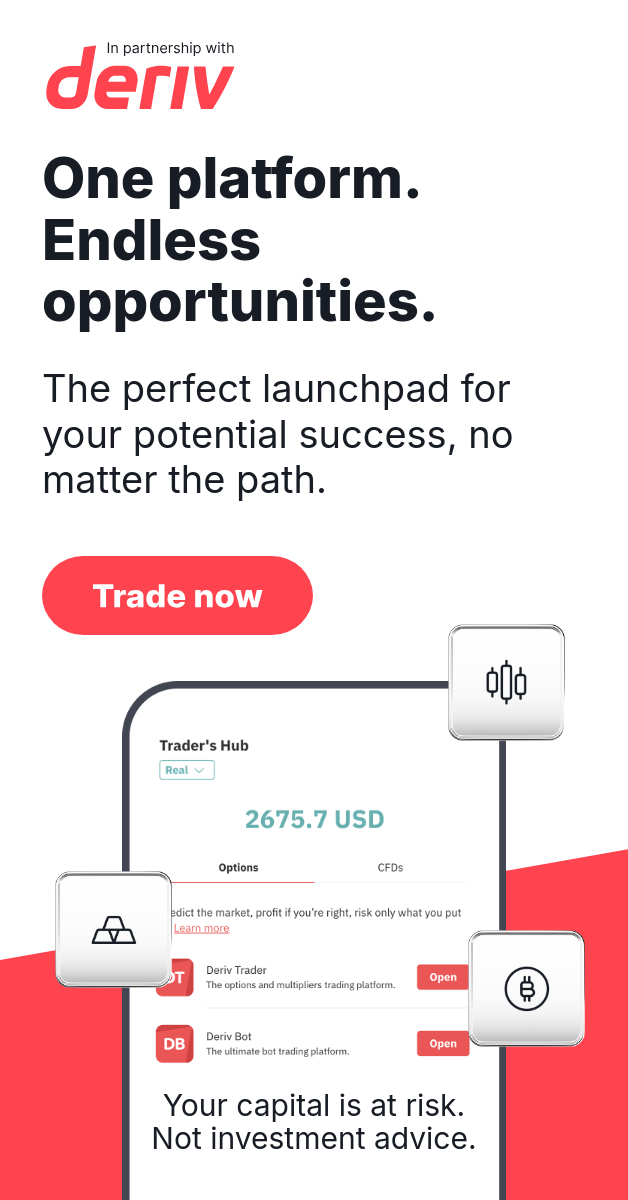 In partnership with
deriv
One platform.
Endless
opportunities.
The perfect launchpad for
your potential success, no
matter the path.
Trade now
Trader's Hub
Real
2675.7 USD
Options
CFDs
the market, profit if you're right, risk only what you put
Learn more
Deriv Trader
The options and multipliers trading platform.
Open
DB
Deriv Bot
The ultimate bot trading platform.
Open
Your capital is at risk.
Not investment advice.